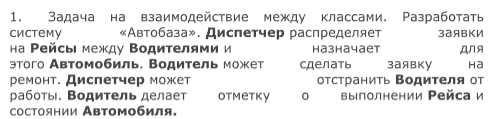 1. Задача на взаимодействие между классами. Разработать
систему «Автобаза». Диспетчер распределяет заявки
на Рейсы между Водителями и назначает для
этого Автомобиль. Водитель может сделать заявку на
ремонт. Диспетчер может отстранить Водителя от
работы. Водитель делает отметку о выполнении Рейса и
состоянии Автомобиля.